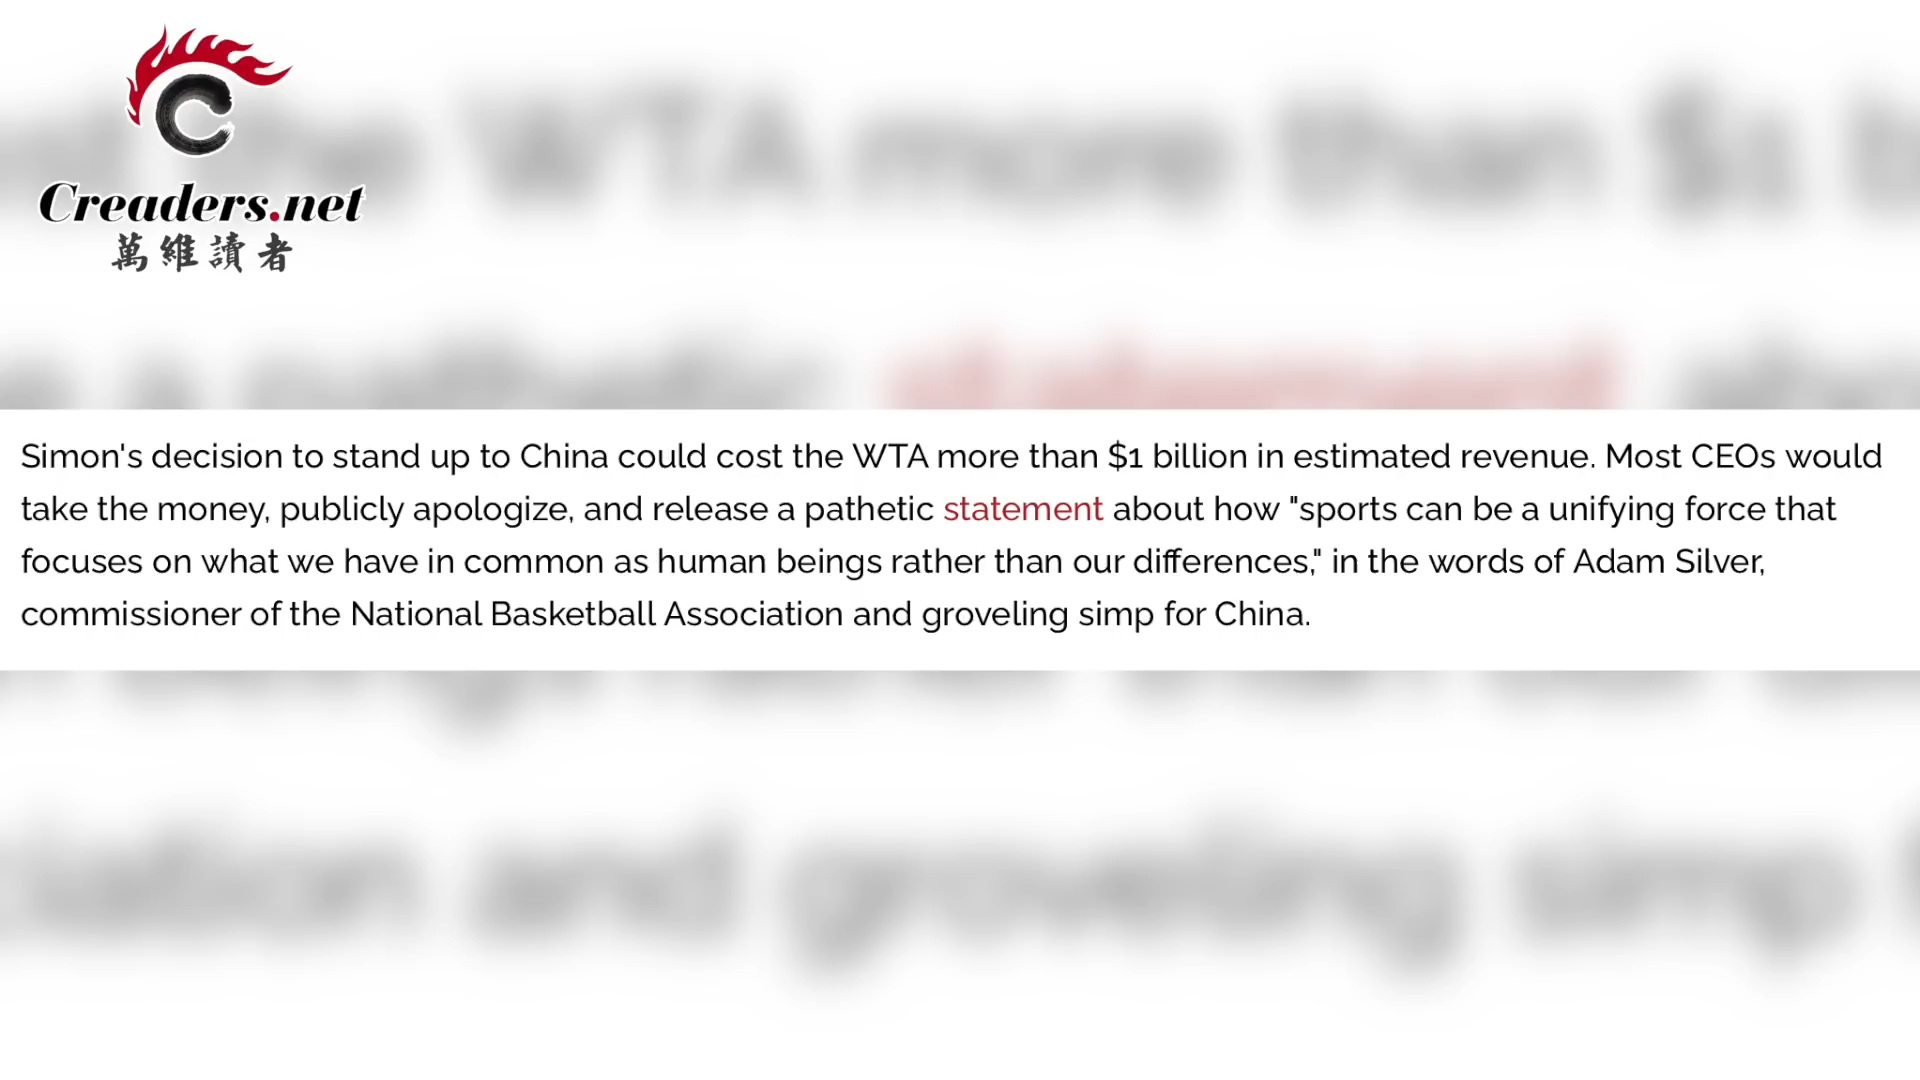 Creaders.net
萬維讀者
Simon's decision to stand up to China could cost the WTA more than $1 billion in estimated revenue. Most CEOs would
take the money, publicly apologize, and release a pathetic statement about how "sports can be a unifying force that
focuses on what we have in common as human beings rather than our differences," in the words of Adam Silver,
commissioner of the National Basketball Association and groveling simp for China.